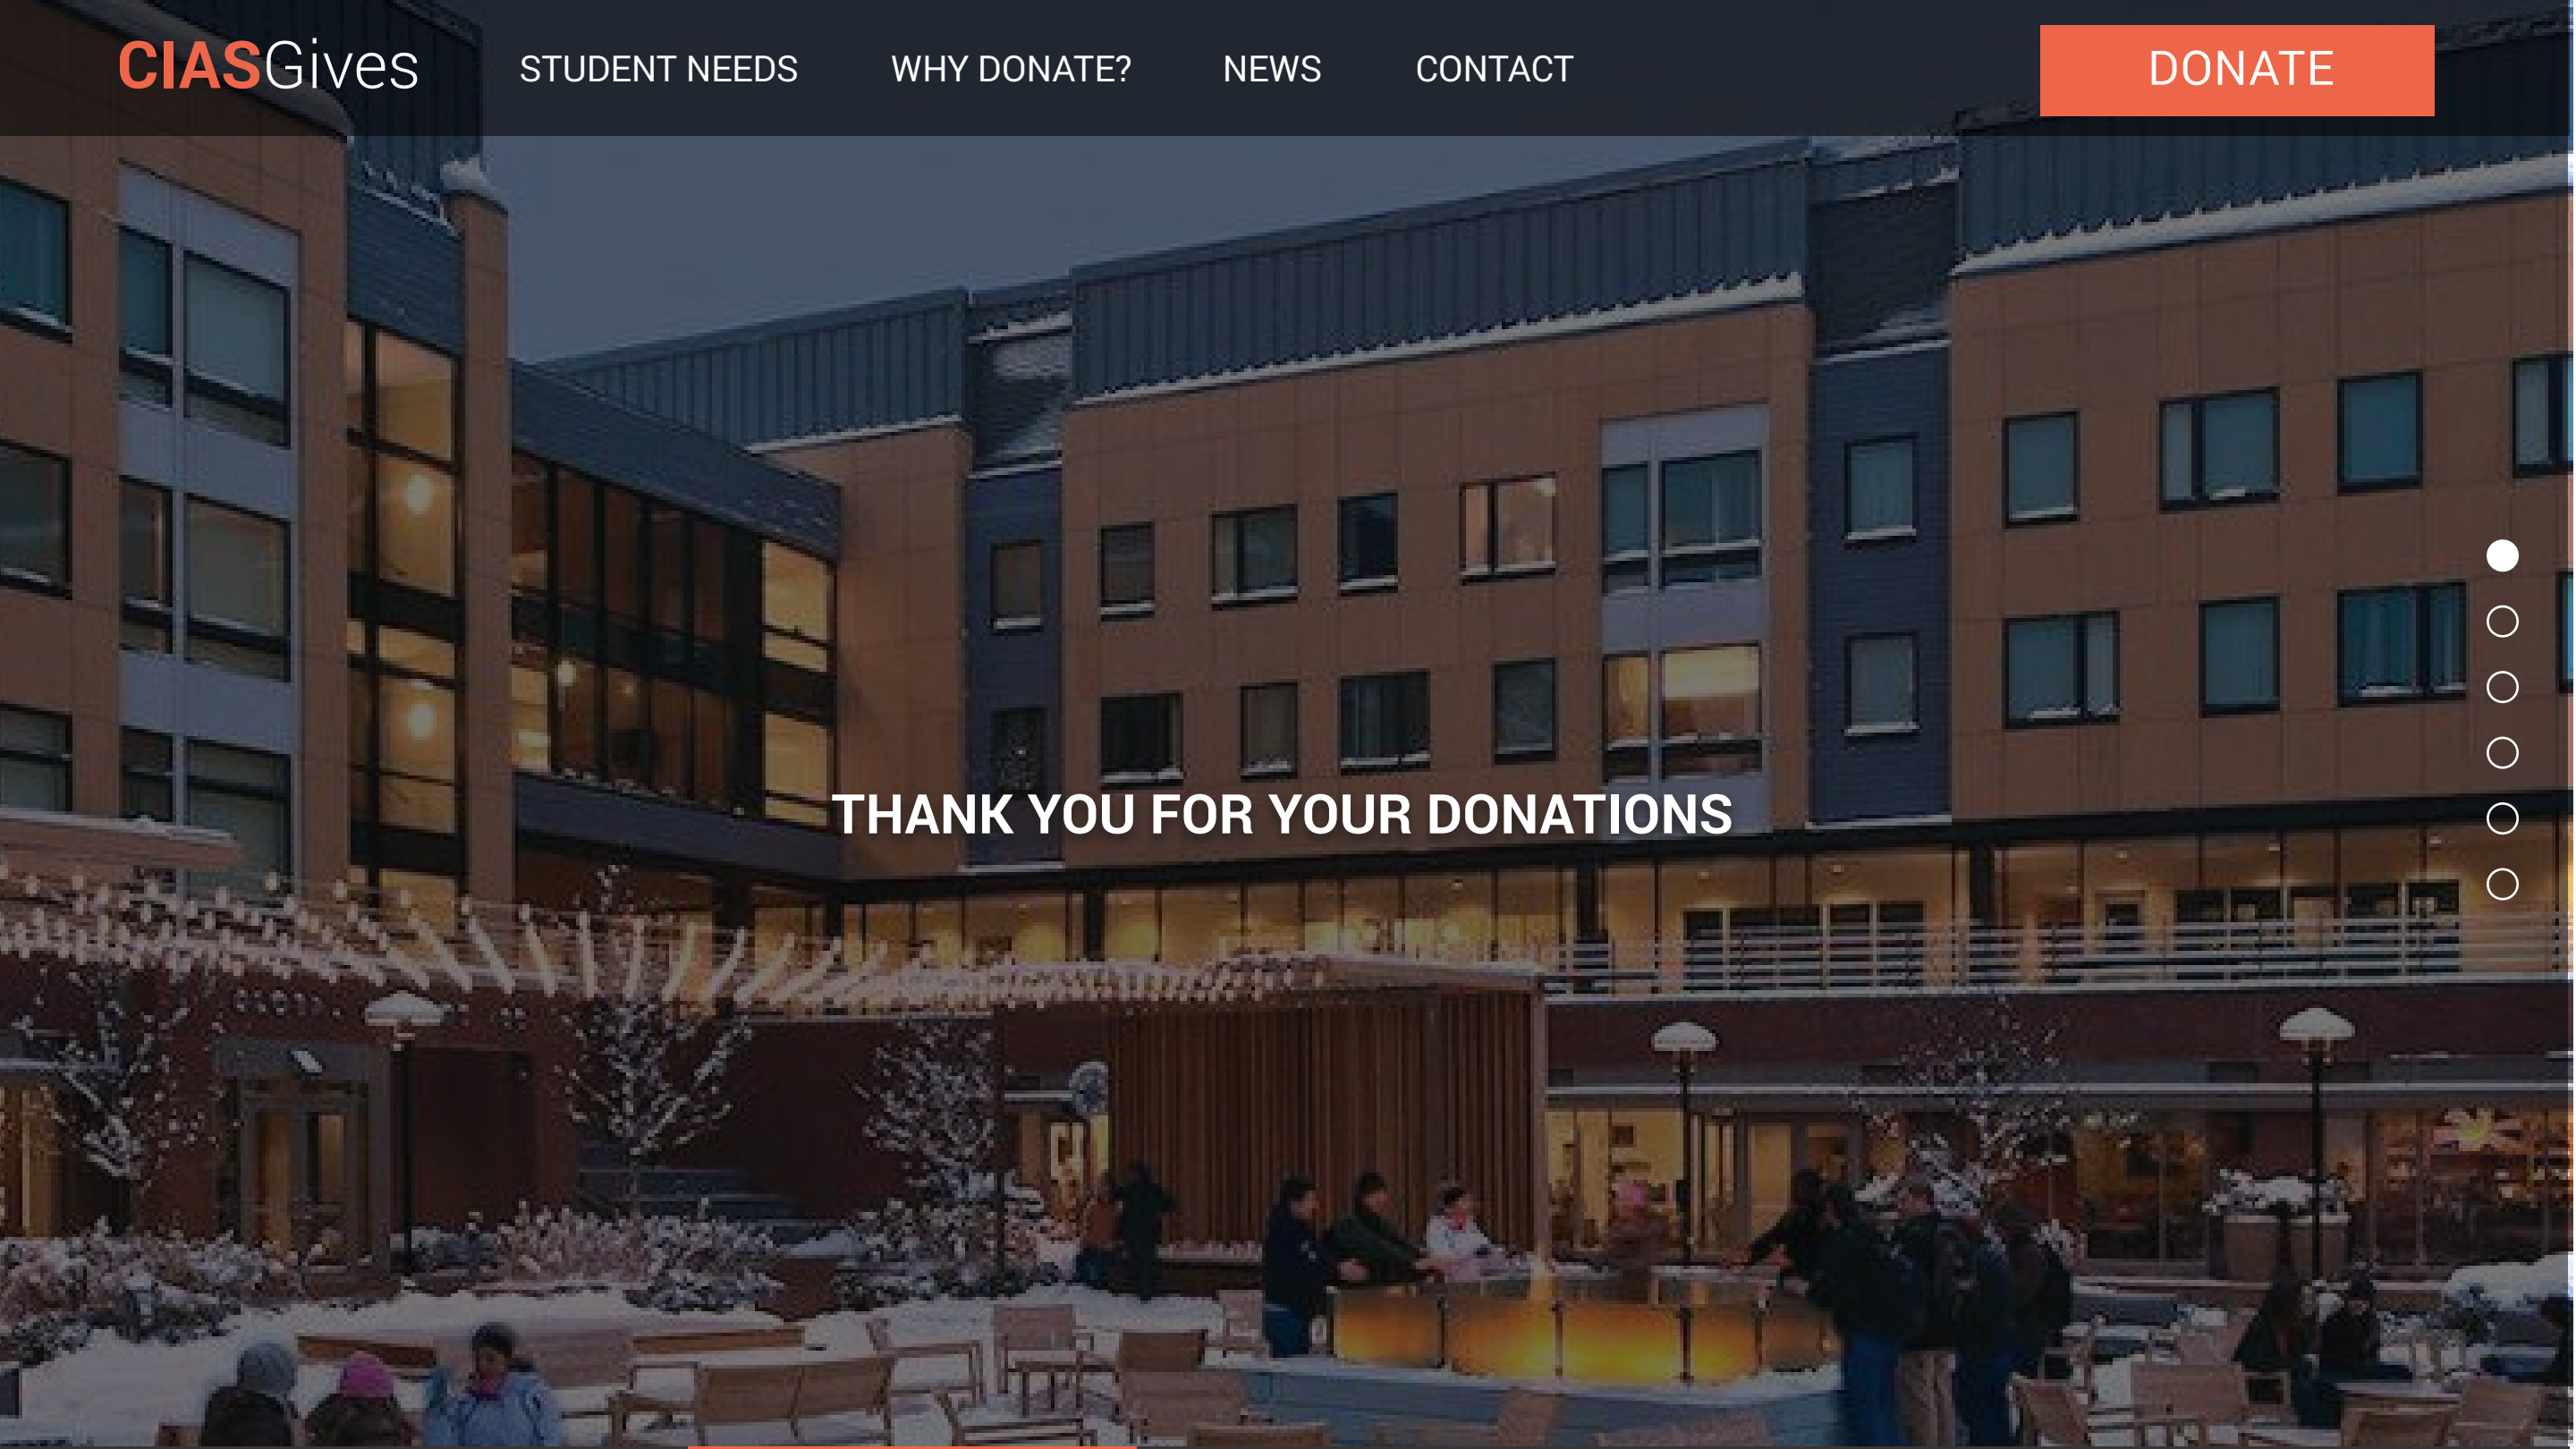 CIASGives
STUDENT NEEDS
WHY DONATE?
NEWS
CONTACT
DONATE
THANK YOU FOR YOUR DONATIONS